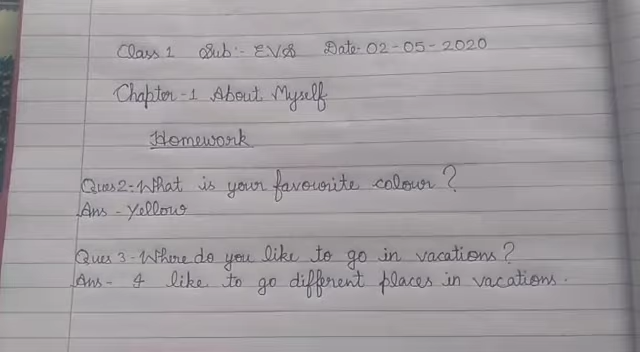 Class 1 Sub:- EVS Date- 02-05-2020
Chapter-1 About Myself
Homework
Ques 2- What is your favourite colour?
Ans - Yellow
Ques 3- Where do you like to go in vacations?
Ans- I like to go different places in vacations.